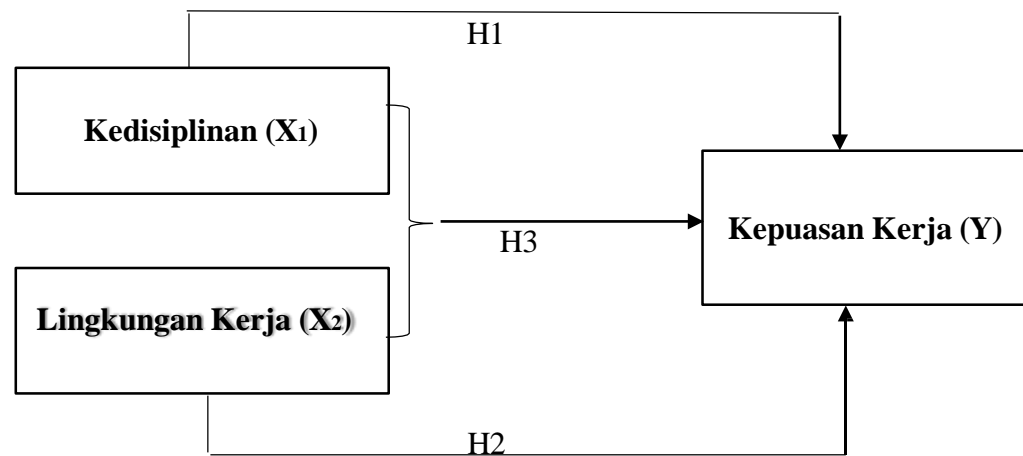 H1
Kedisiplinan (X1)
Kepuasan Kerja (Y)
H3
Lingkungan Kerja (X2)
H2